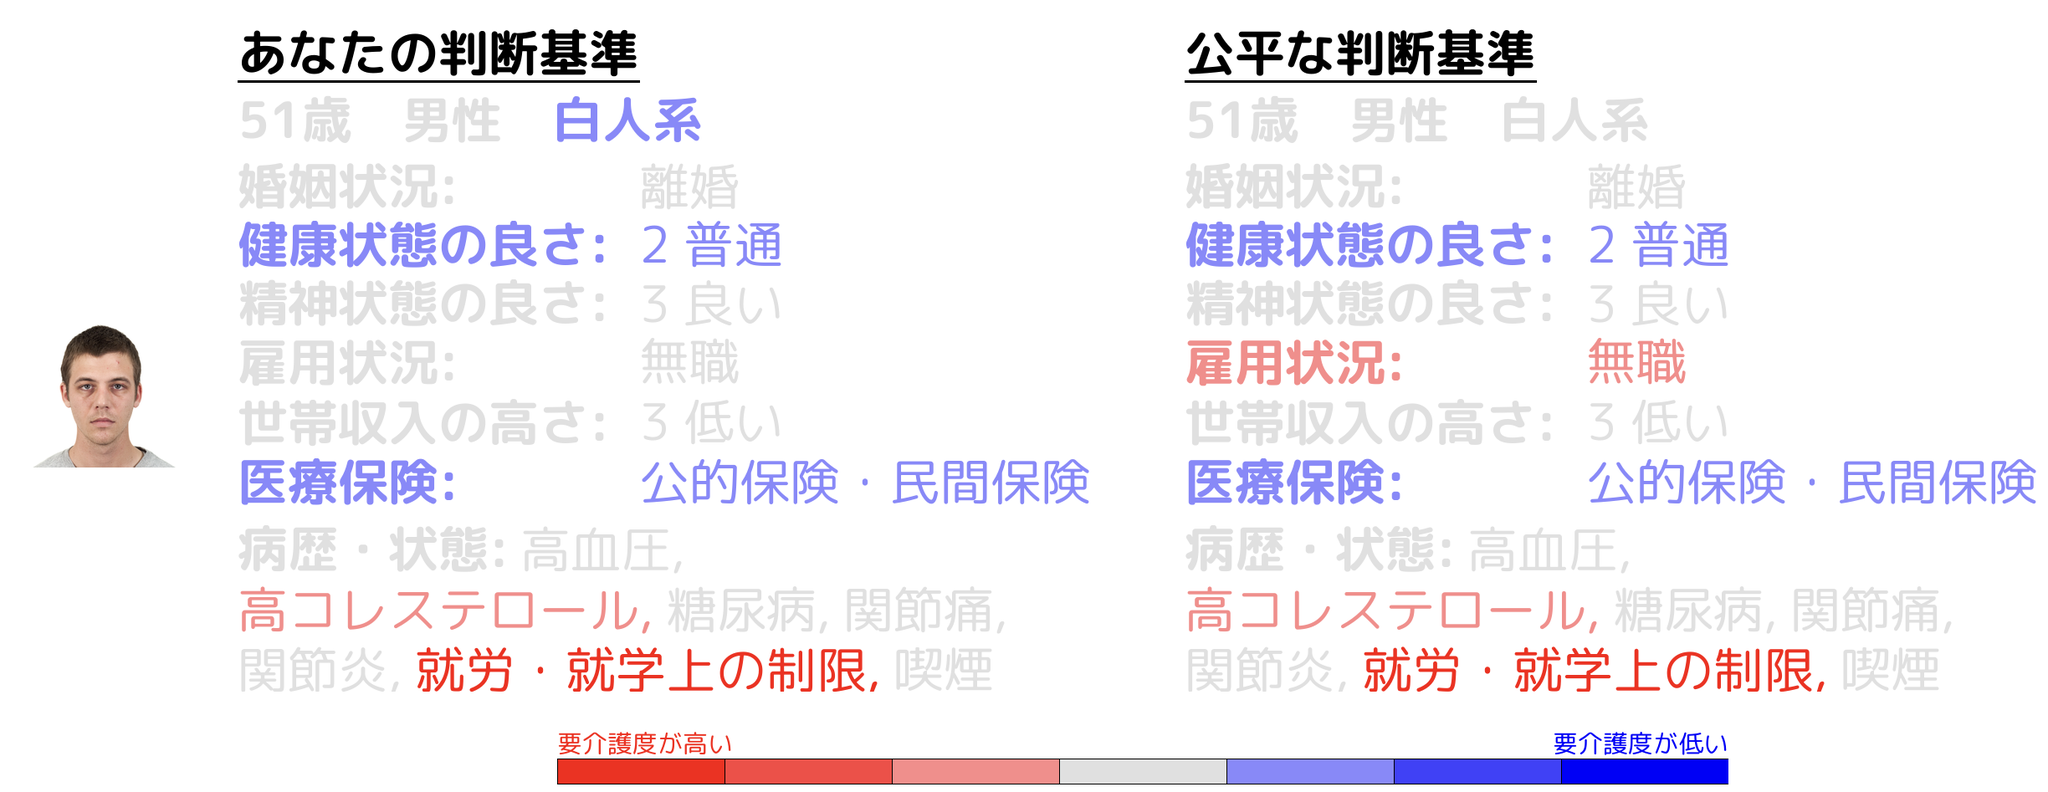 あなたの判断基準
51歳 男性 白人系
婚姻状況: 離婚
健康状態の良さ: 2 普通
精神状態の良さ: 3 良い
雇用状況: 無職
世帯収入の高さ: 3 低い
医療保険: 公的保険・民間保険
病歴・状態: 高血圧,
高コレステロール, 糖尿病, 関節痛,
関節炎, 就労・就学上の制限, 喫煙
公平な判断基準
51歳 男性 白人系
婚姻状況: 離婚
健康状態の良さ: 2 普通
精神状態の良さ: 3 良い
雇用状況: 無職
世帯収入の高さ: 3 低い
医療保険: 公的保険・民間保険
病歴・状態: 高血圧,
高コレステロール, 糖尿病, 関節痛,
関節炎, 就労・就学上の制限, 喫煙
要介護度が高い
要介護度が低い